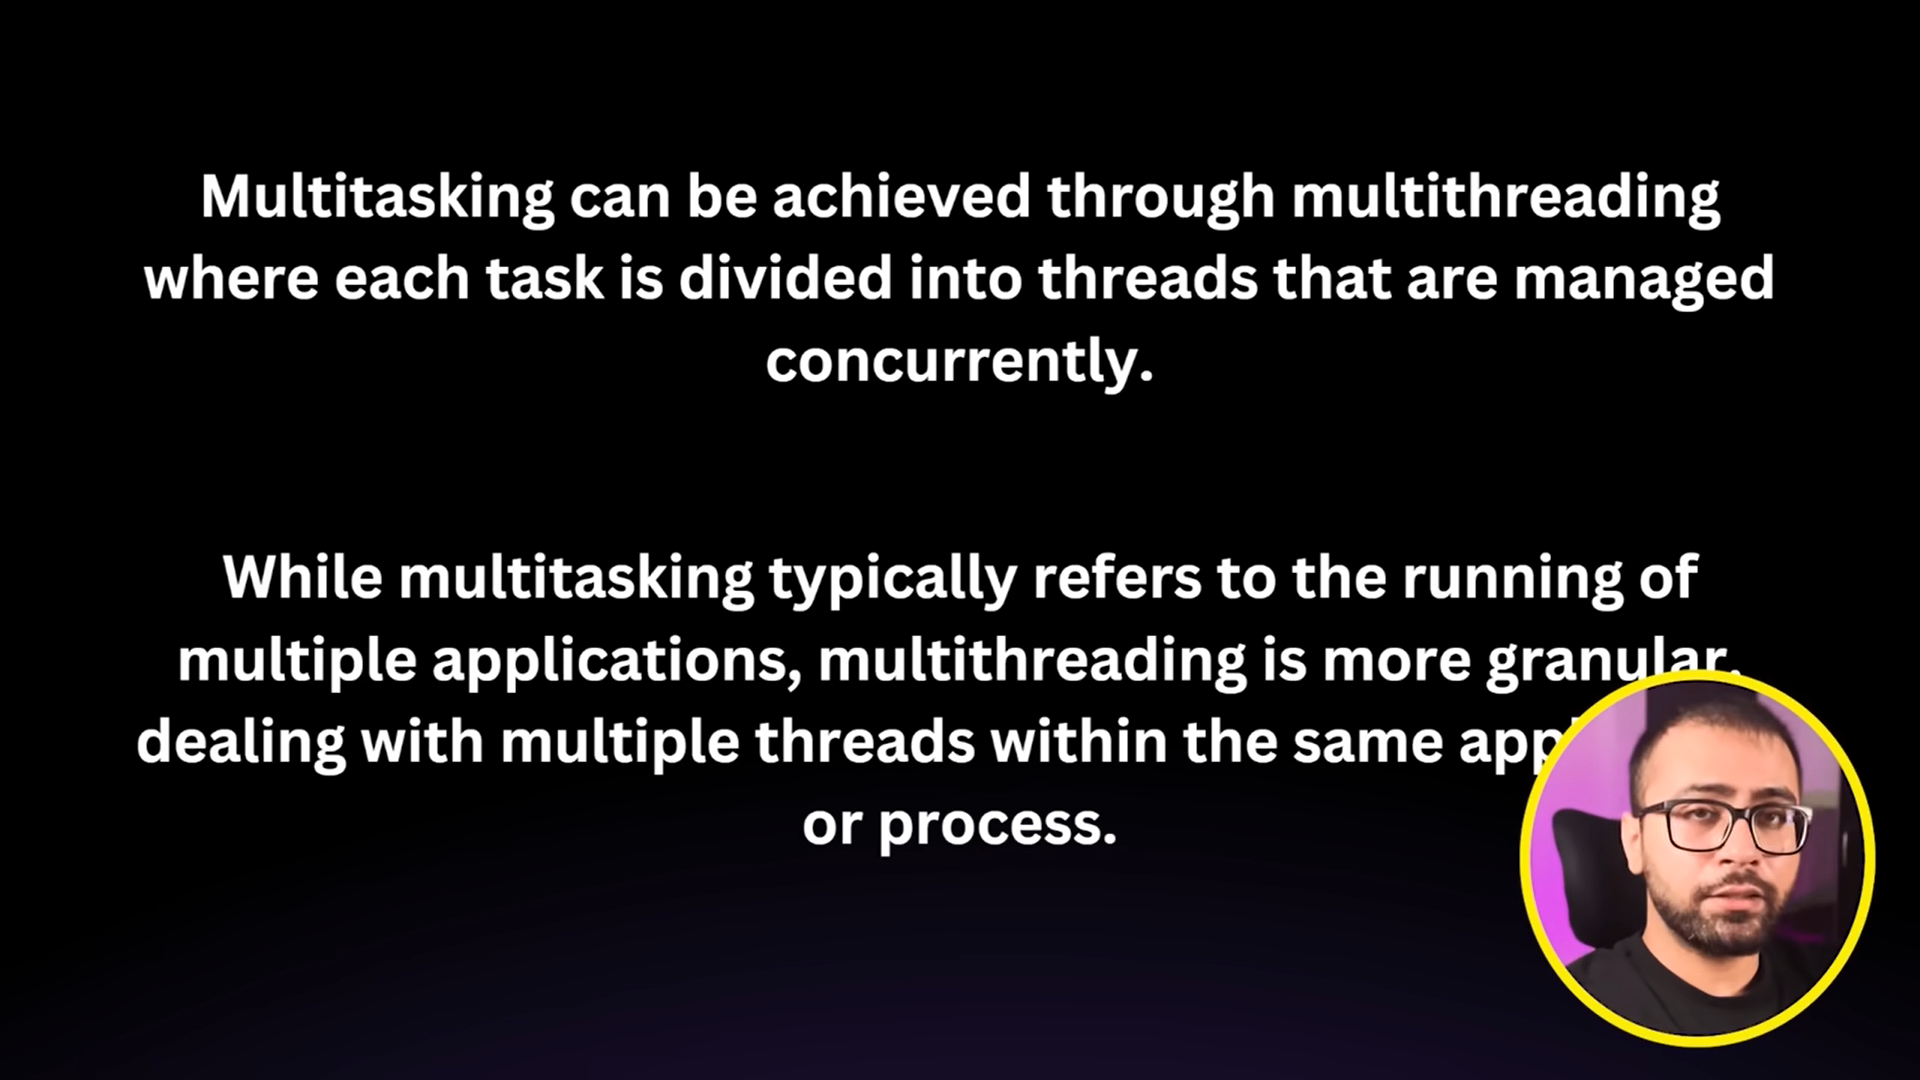 Multitasking can be achieved through multithreading
where each task is divided into threads that are managed
concurrently.
While multitasking typically refers to the running of
multiple applications, multithreading is more granular,
dealing with multiple threads within the same
or process.